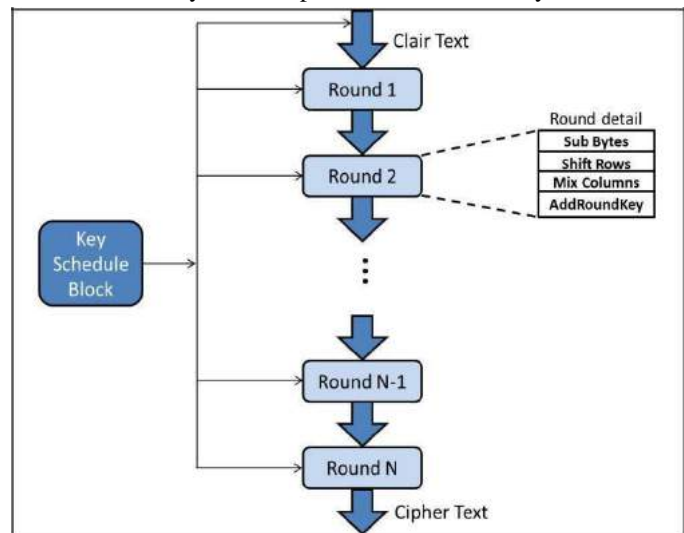 Clair Text
Round 1
Round detail
Sub Bytes
Shift Rows
Mix Columns
AddRoundKey
Round 2
Key
Schedule
Block
Round N-1
Round N
Cipher Text